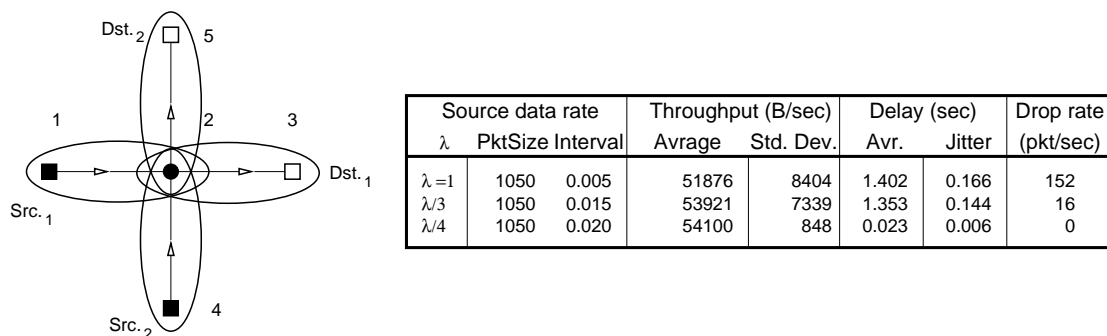 Dst.2
5
1
2
3
Dst.1
Src.1
4
Src.2
Source data rate Throughput (B/sec) Delay (sec) Drop rate
λ PktSize Interval Avrage Std. Dev. Avr. Jitter (pkt/sec)
λ=1 1050 0.005 51876 8404 1.402 0.166 152
λ/3 1050 0.015 53921 7339 1.353 0.144 16
λ/4 1050 0.020 54100 848 0.023 0.006 0